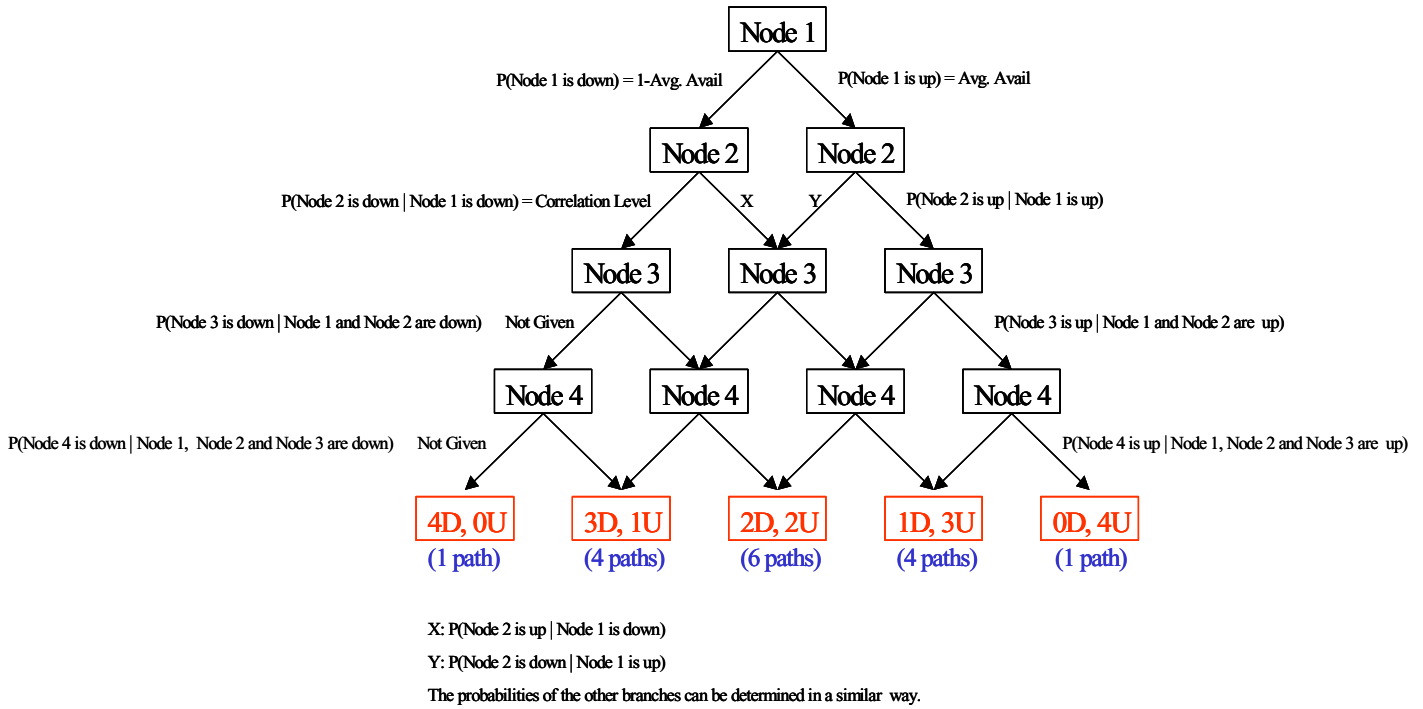 Node 1
P(Node 1 is down) = 1-Avg. Avail
P(Node 1 is up) = Avg. Avail
Node 2
Node 2
P(Node 2 is down | Node 1 is down) = Correlation Level
X
Y
P(Node 2 is up | Node 1 is up)
Node 3
Node 3
Node 3
P(Node 3 is down | Node 1 and Node 2 are down)
Not Given
P(Node 3 is up | Node 1 and Node 2 are up)
Node 4
Node 4
Node 4
Node 4
P(Node 4 is down | Node 1, Node 2 and Node 3 are down)
Not Given
P(Node 4 is up | Node 1, Node 2 and Node 3 are up)
4D, 0U
3D, 1U
2D, 2U
1D, 3U
0D, 4U
(1 path)
(4 paths)
(6 paths)
(4 paths)
(1 path)
X: P(Node 2 is up | Node 1 is down)
Y: P(Node 2 is down | Node 1 is up)
The probabilities of the other branches can be determined in a similar way.